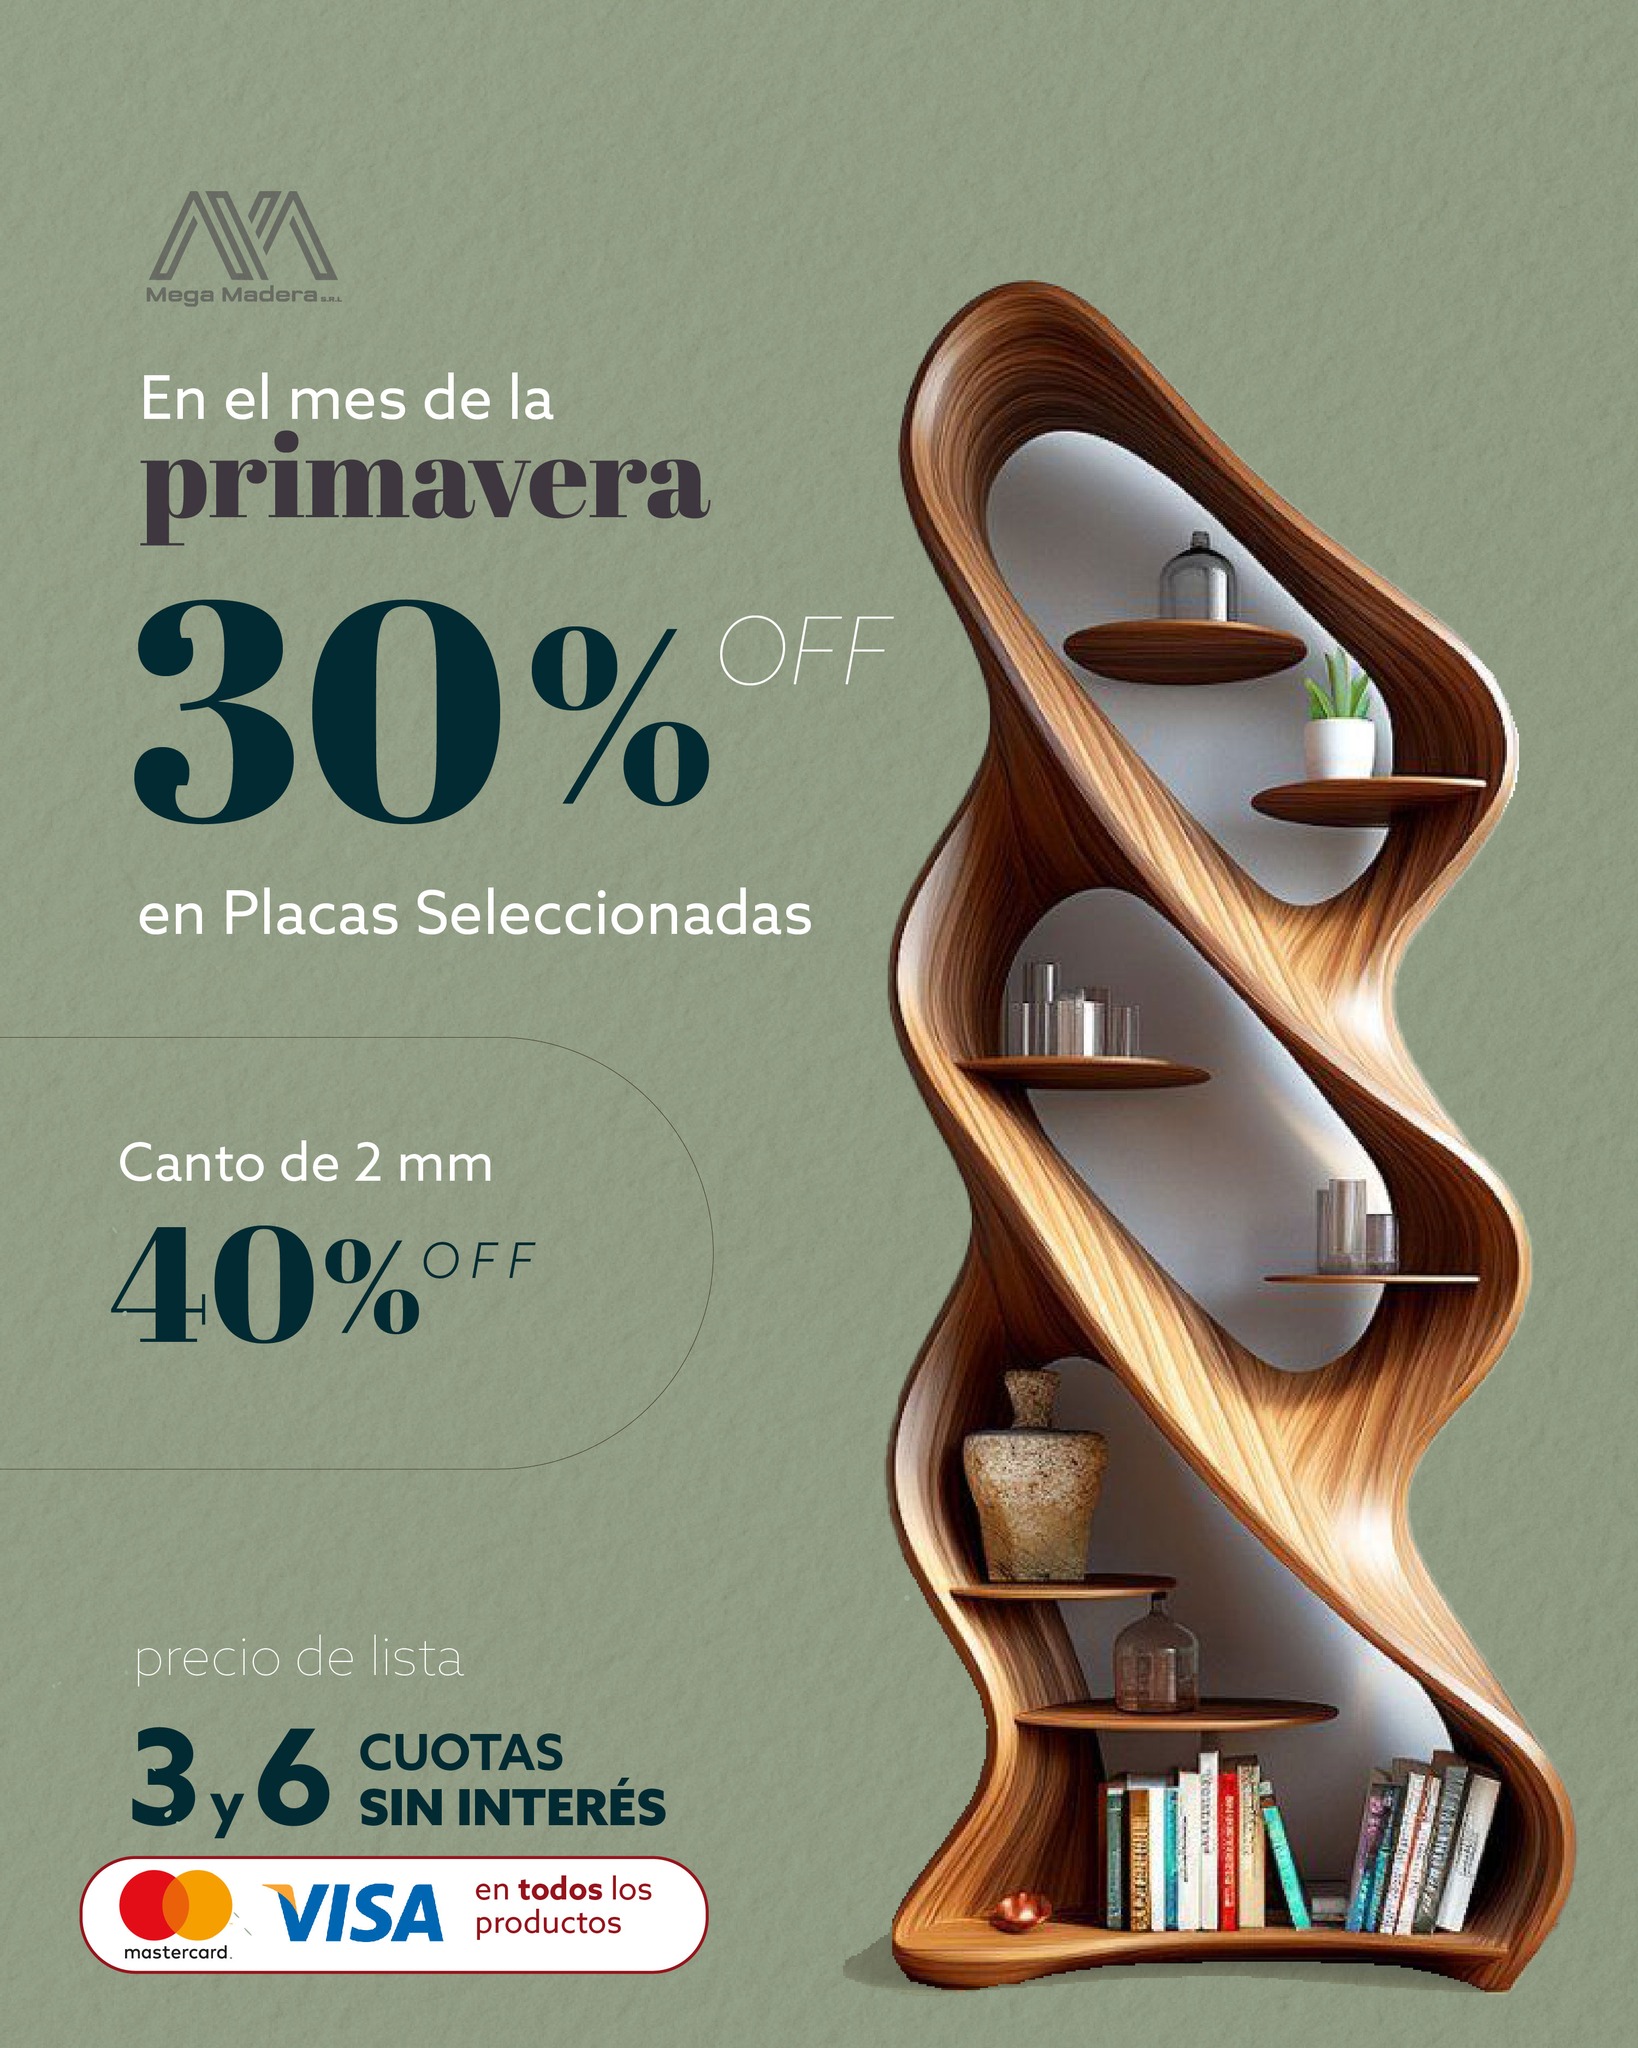 Mega Madera S.R.L
En el mes de la
primavera
30% OFF
en Placas Seleccionadas
Canto de 2 mm
40% OFF
precio de lista
3 y 6 CUOTAS
SIN INTERÉS
mastercard.
VISA
en todos los
productos